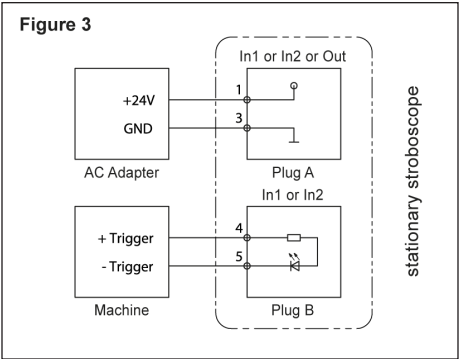 Figure 3
In1 or In2 or Out
1
+24V
3
GND
AC Adapter
Plug A
In1 or In2
4
+ Trigger
5
- Trigger
Machine
Plug B
stationary stroboscope